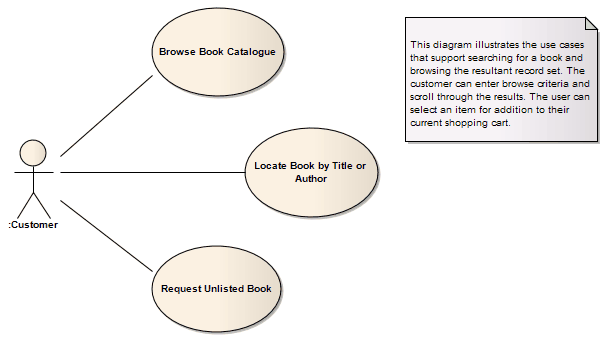 Browse Book Catalogue
This diagram illustrates the use cases
that support searching for a book and
browsing the resultant record set. The
customer can enter browse criteria and
scroll through the results. The user can
select an item for addition to their
current shopping cart.
Locate Book by Title or
Author
:Customer
Request Unlisted Book